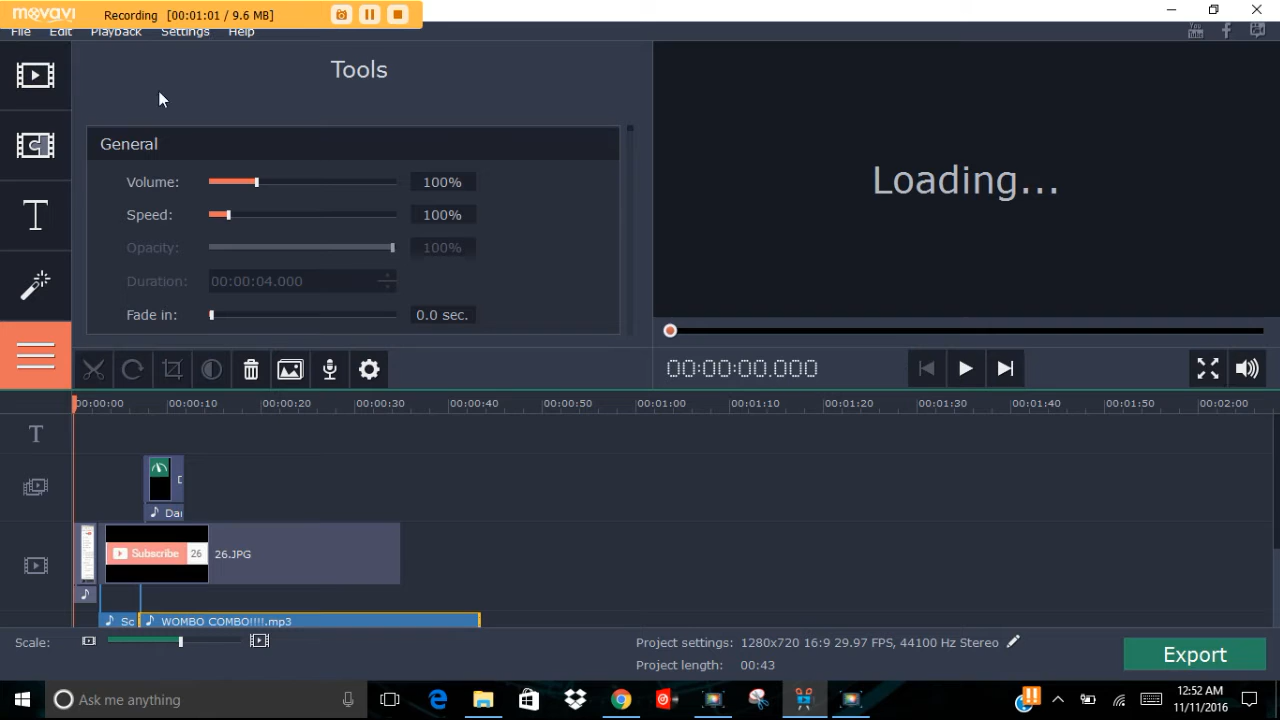 movavi Recording [00:01:01 / 9.6 MB]
File Edit Playback Settings Help
You Tube
Tools
General
Volume: 100%
Speed: 100%
Opacity: 100%
Duration: 00:00:04.000
Fade in: 0.0 sec.
Loading...
00:00:00.000
00:00:00 00:00:10 00:00:20 00:00:30 00:00:40 00:00:50 00:01:00 00:01:10 00:01:20 00:01:30 00:01:40 00:01:50 00:02:00
T
Da
Subscribe 26 26.JPG
Sc WOMBO COMBO!!!!.mp3
Scale:
Project settings: 1280x720 16:9 29.97 FPS, 44100 Hz Stereo
Project length: 00:43
Export
Ask me anything
12:52 AM
11/11/2016